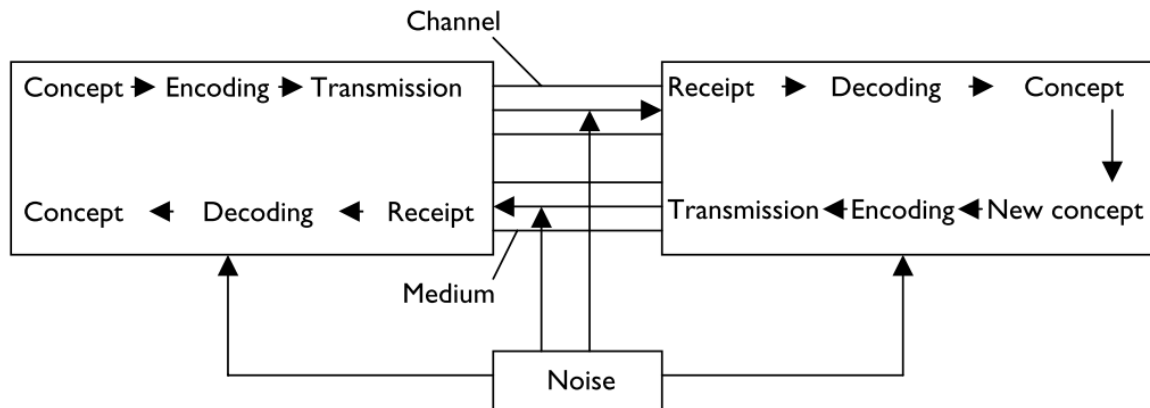 Channel
Concept Encoding Transmission
Receipt Decoding Concept
Concept Decoding Receipt
Transmission Encoding New concept
Medium
Noise